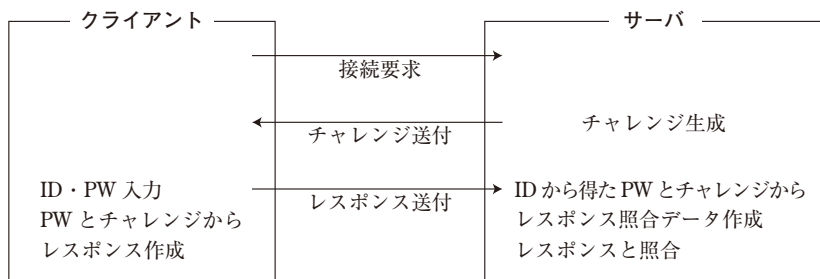 クライアント
サーバ
接続要求
チャレンジ送付
チャレンジ生成
ID・PW 入力
PW とチャレンジから
レスポンス作成
レスポンス送付
ID から得た PW とチャレンジから
レスポンス照合データ作成
レスポンスと照合